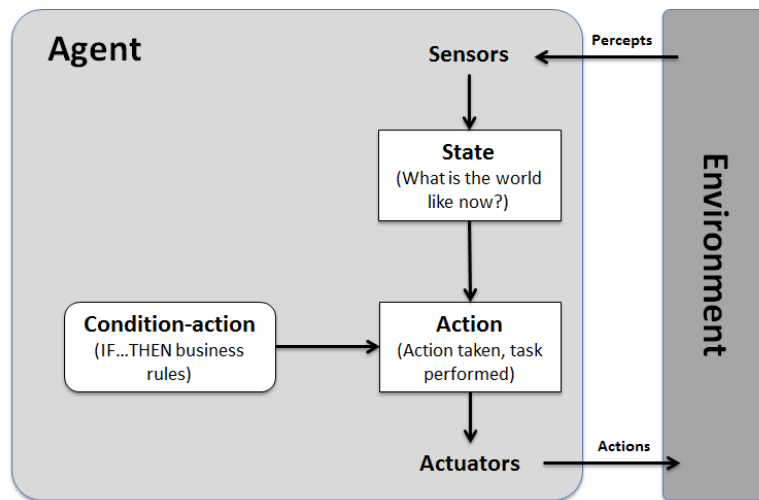 Agent
Sensors
Percepts
State
(What is the world
like now?)
Environment
Condition-action
(IF...THEN business
rules)
Action
(Action taken, task
performed)
Actuators
Actions